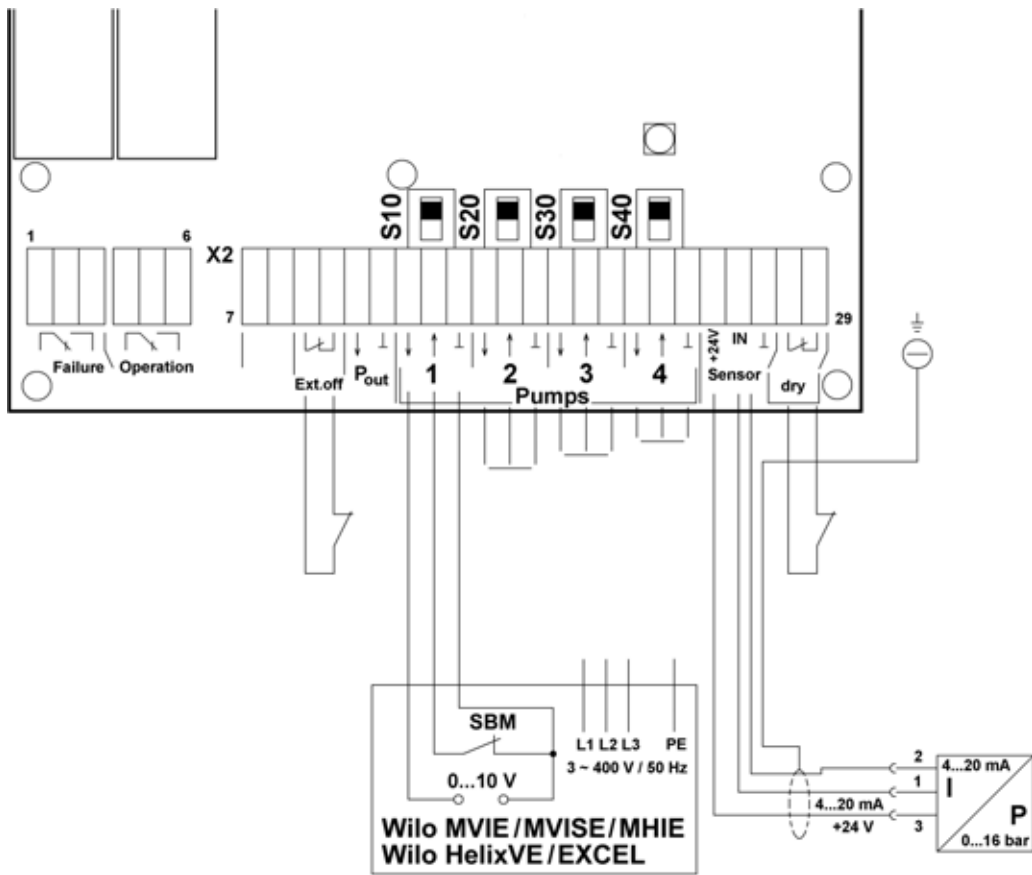 S10
S20
S30
S40
1
6
X2
7
29
Failure
Operation
Ext.off
Pout
1
2
3
4
Pumps
+24V
IN
Sensor
dry
SBM
L1 L2 L3 PE
3 ~ 400 V / 50 Hz
0...10 V
Wilo MVIE / MVISE / MHIE
Wilo HelixVE / EXCEL
2
4...20 mA
1
I
4...20 mA
+24 V
3
P
0...16 bar